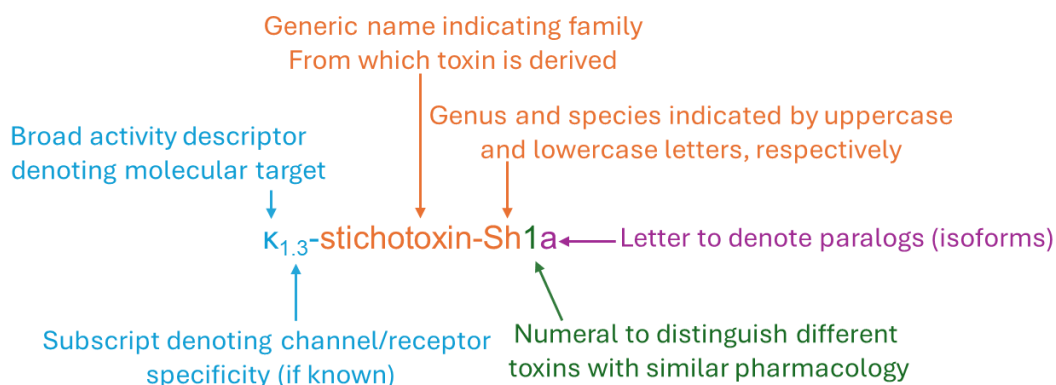 Generic name indicating family
From which toxin is derived
Genus and species indicated by uppercase
and lowercase letters, respectively
Broad activity descriptor
denoting molecular target
κ1.3-stichotoxin-Sh1a
Letter to denote paralogs (isoforms)
Subscript denoting channel/receptor
specificity (if known)
Numeral to distinguish different
toxins with similar pharmacology